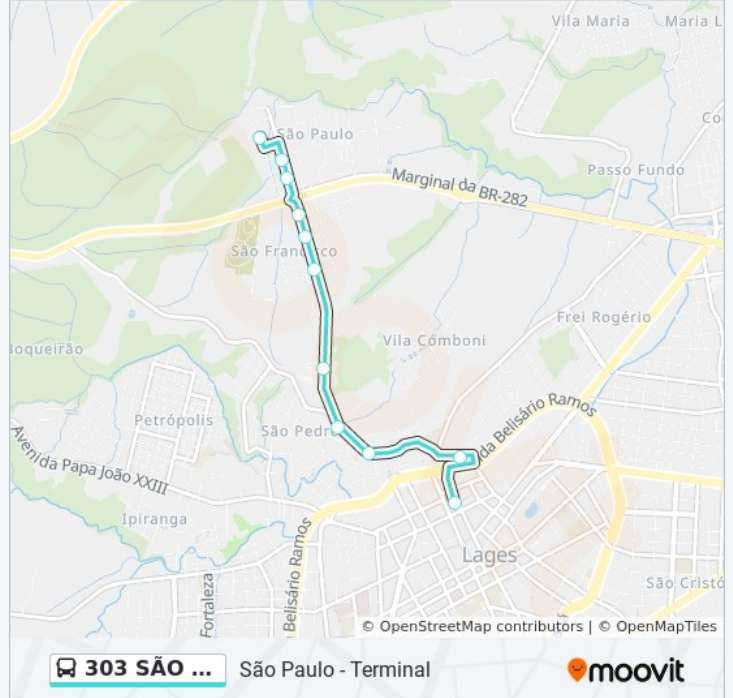 Vila Maria
Maria L
Co
São Paulo
Passo Fundo
Marginal da BR-282
São Francisco
Frei Rogério
Vila Comboni
Boqueirão
Petrópolis
São Pedro
da Belisário Ramos
Avenida Papa João XXIII
Ipiranga
Belisário Ramos
Lages
Fortaleza
São Cristó
© OpenStreetMap contributors | © OpenMapTiles
303 SÃO ...
São Paulo - Terminal
moovit